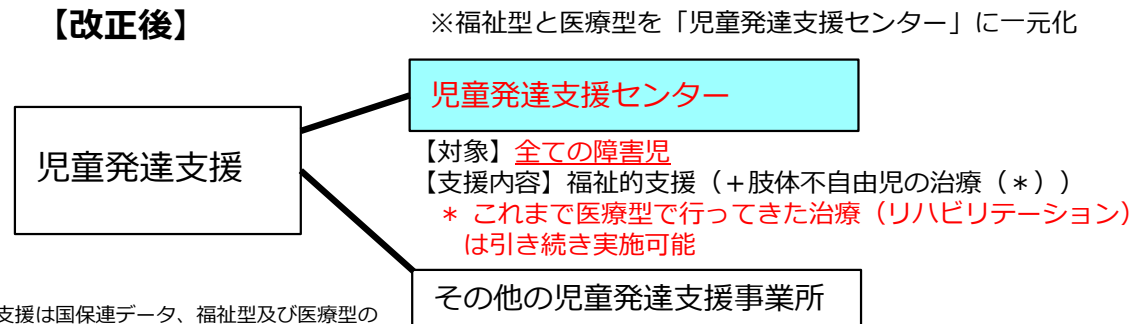 【改正後】
※福祉型と医療型を「児童発達支援センター」に一元化
児童発達支援センター
児童発達支援
【対象】全ての障害児
【支援内容】福祉的支援（＋肢体不自由児の治療（＊））
＊ これまで医療型で行ってきた治療（リハビリテーション）
は引き続き実施可能
その他の児童発達支援事業所
支援は国保連データ、福祉型及び医療型の